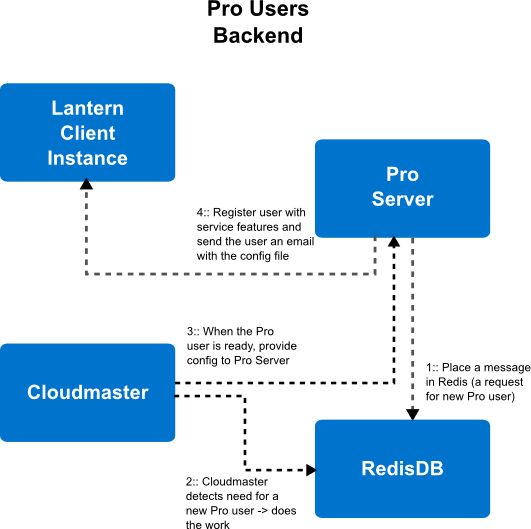 Pro Users
Backend
Lantern
Client
Instance
Pro
Server
4:: Register user with
service features and
send the user an email
with the config file
3:: When the Pro
user is ready, provide
config to Pro Server
Cloudmaster
1:: Place a message
in Redis (a request
for new Pro user)
RedisDB
2:: Cloudmaster
detects need for a
new Pro user -> does
the work